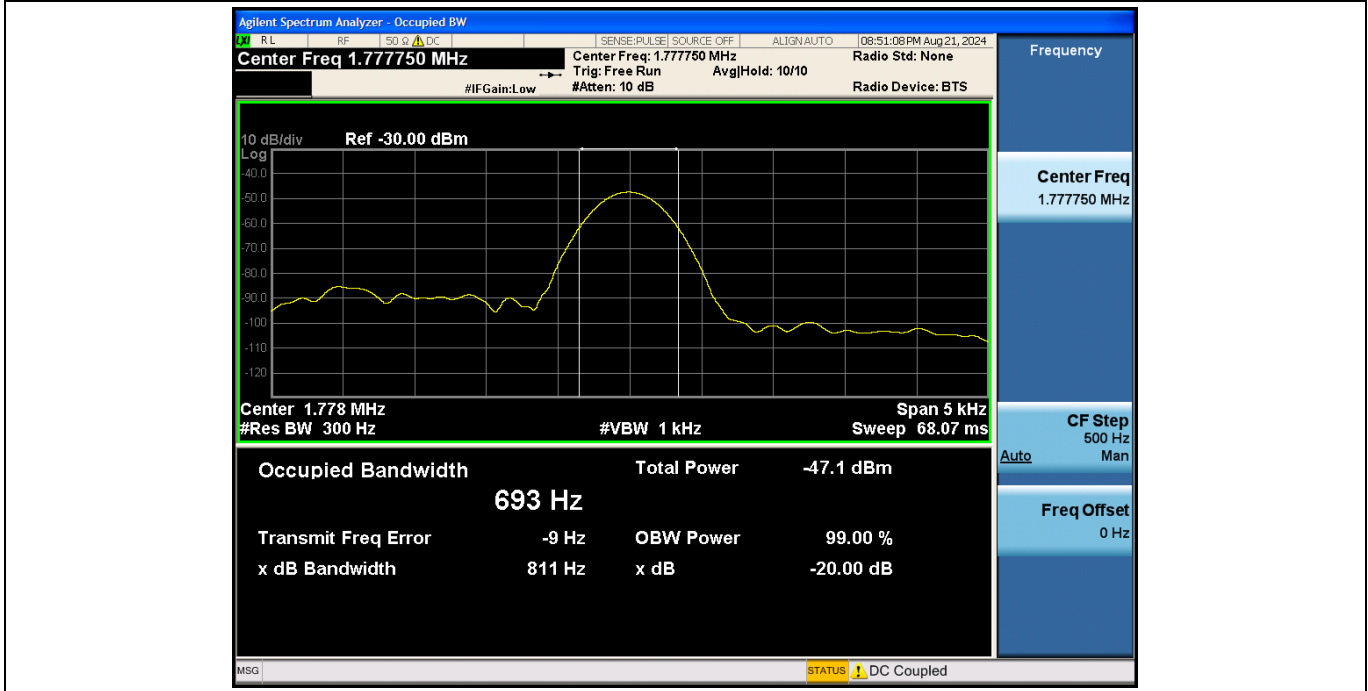 Agilent Spectrum Analyzer - Occupied BW
LXI RL RF 50 Ω DC SENSE:PULSE SOURCE OFF ALIGN AUTO 08:51:08 PM Aug 21, 2024
Center Freq 1.777750 MHz
Center Freq: 1.777750 MHz Radio Std: None
Trig: Free Run Avg|Hold: 10/10
#IFGain:Low #Atten: 10 dB Radio Device: BTS
10 dB/div Ref -30.00 dBm
Log
-40.0
-50.0
-60.0
-70.0
-80.0
-90.0
-100
-110
-120
Center 1.778 MHz Span 5 kHz
#Res BW 300 Hz #VBW 1 kHz Sweep 68.07 ms
Occupied Bandwidth Total Power -47.1 dBm
693 Hz
Transmit Freq Error -9 Hz OBW Power 99.00 %
x dB Bandwidth 811 Hz x dB -20.00 dB
Frequency
Center Freq
1.777750 MHz
CF Step
500 Hz
Auto Man
Freq Offset
0 Hz
MSG STATUS DC Coupled